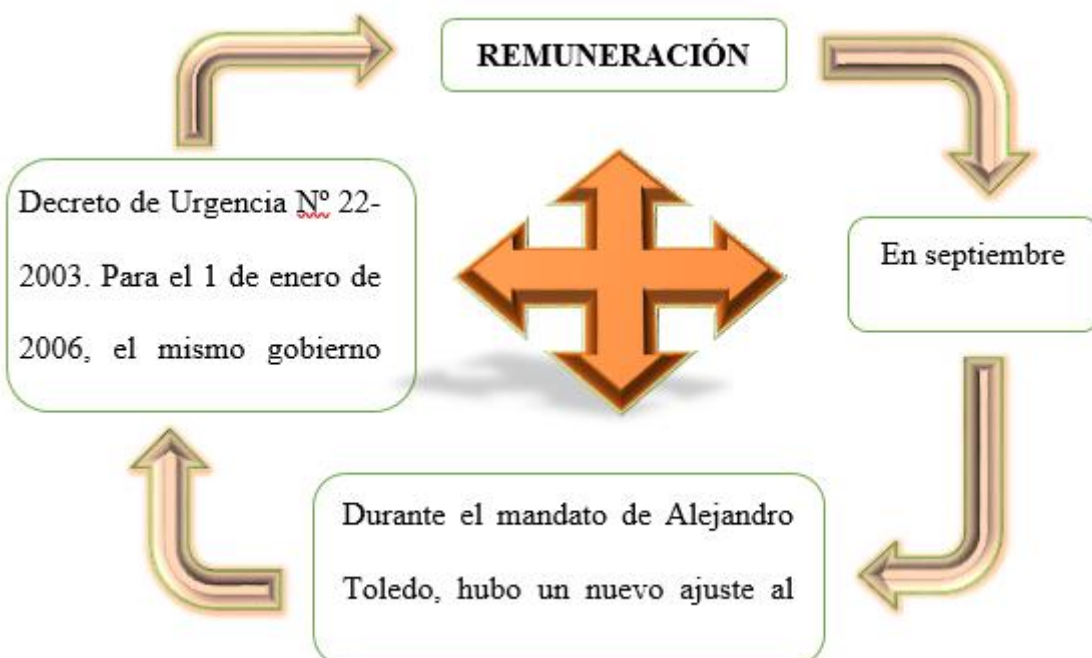 REMUNERACIÓN
En septiembre
Durante el mandato de Alejandro
Toledo, hubo un nuevo ajuste al
Decreto de Urgencia Nº 22-
2003. Para el 1 de enero de
2006, el mismo gobierno